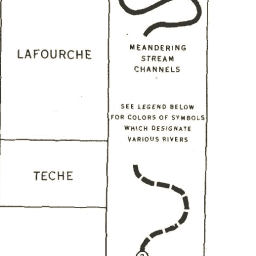 LAFOURCHE
MEANDERING
STREAM
CHANNELS
SEE LEGEND BELOW
FOR COLORS OF SYMBOLS
WHICH DESIGNATE
VARIOUS RIVERS
TECHE